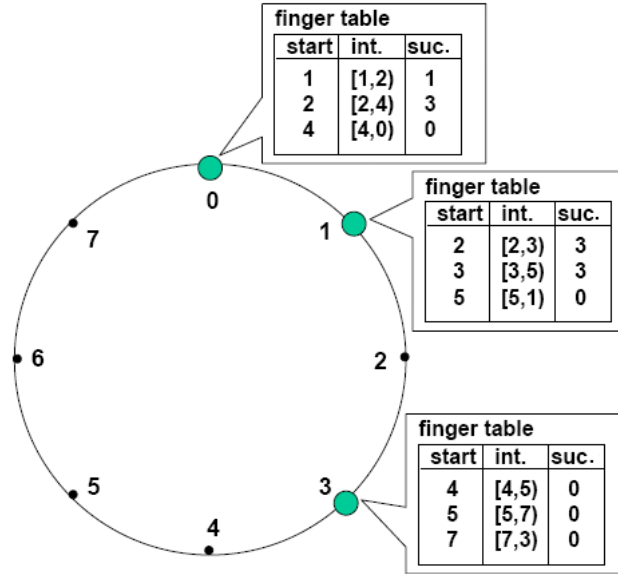 finger table
start int. suc.
1 [1,2) 1
2 [2,4) 3
4 [4,0) 0
0
finger table
start int. suc.
2 [2,3) 3
3 [3,5) 3
5 [5,1) 0
1
7
6
2
finger table
start int. suc.
4 [4,5) 0
5 [5,7) 0
7 [7,3) 0
3
5
4